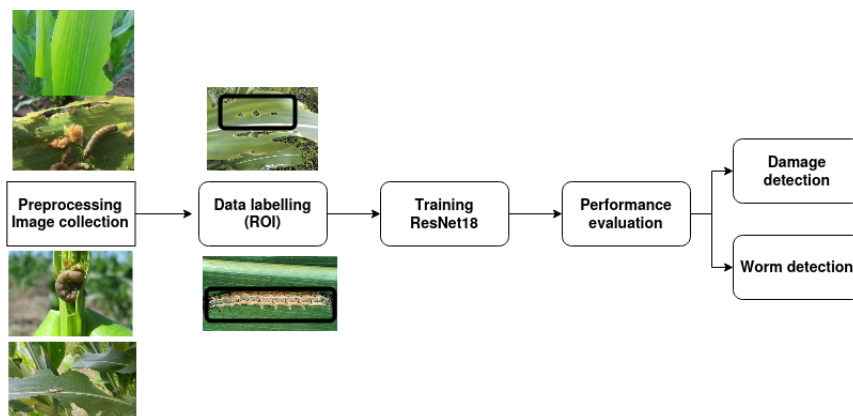 Preprocessing
Image collection
Data labelling
(ROI)
Training
ResNet18
Performance
evaluation
Damage
detection
Worm detection